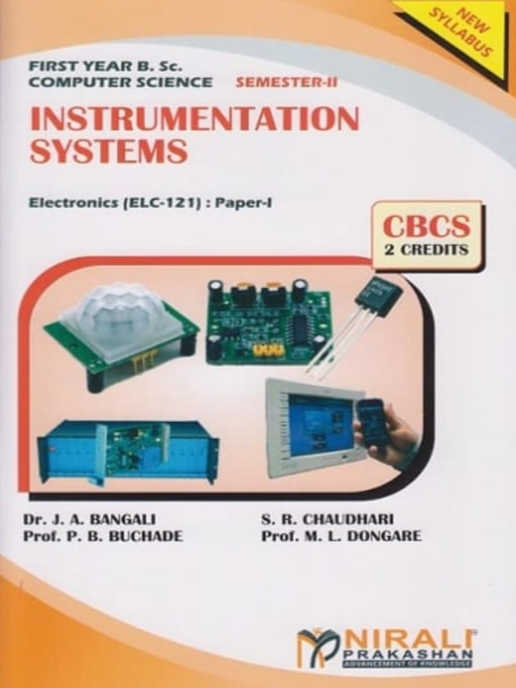 NEW
SYLLABUS
FIRST YEAR B. Sc.
COMPUTER SCIENCE SEMESTER-II
INSTRUMENTATION
SYSTEMS
Electronics (ELC-121) : Paper-I
CBCS
2 CREDITS
Dr. J. A. BANGALI S. R. CHAUDHARI
Prof. P. B. BUCHADE Prof. M. L. DONGARE
NIRALI
PRAKASHAN
ADVANCEMENT OF KNOWLEDGE